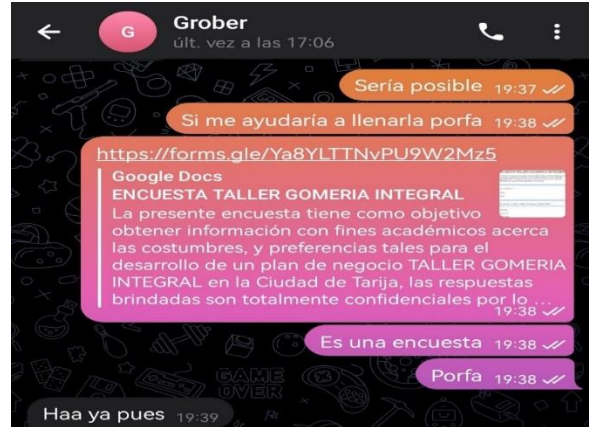 G
Grober
últ. vez a las 17:06
Sería posible 19:37
Si me ayudaría a llenarla porfa 19:38
https://forms.gle/Ya8YLTTNvPU9W2Mz5
Google Docs
ENCUESTA TALLER GOMERIA INTEGRAL
La presente encuesta tiene como objetivo
obtener información con fines académicos acerca
las costumbres, y preferencias tales para el
desarrollo de un plan de negocio TALLER GOMERIA
INTEGRAL en la Ciudad de Tarija, las respuestas
brindadas son totalmente confidenciales por lo ...
19:38
Es una encuesta 19:38
Porfa 19:38
GAME
OVER
Haa ya pues 19:39